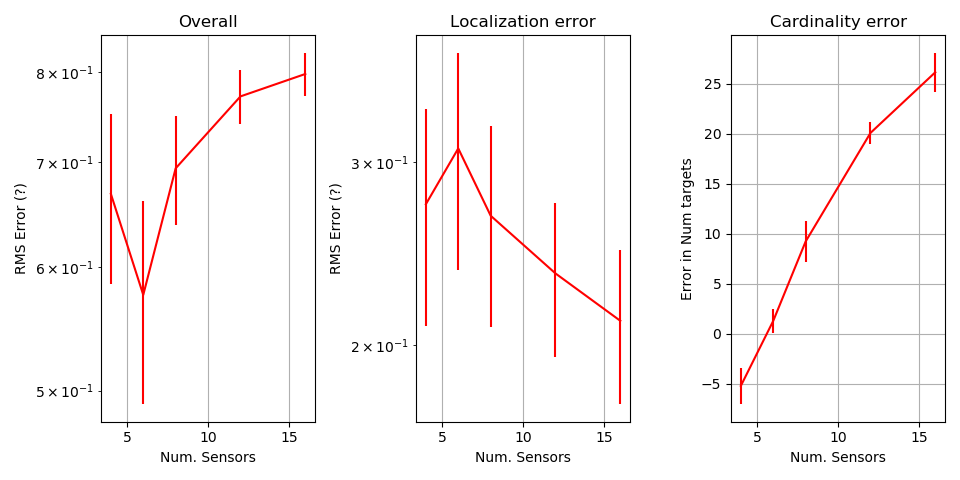 Overall
Localization error
Cardinality error
8 × 10⁻¹
7 × 10⁻¹
6 × 10⁻¹
5 × 10⁻¹
RMS Error (?)
5 10 15
Num. Sensors
3 × 10⁻¹
2 × 10⁻¹
RMS Error (?)
5 10 15
Num. Sensors
25
20
15
10
5
0
−5
Error in Num targets
5 10 15
Num. Sensors